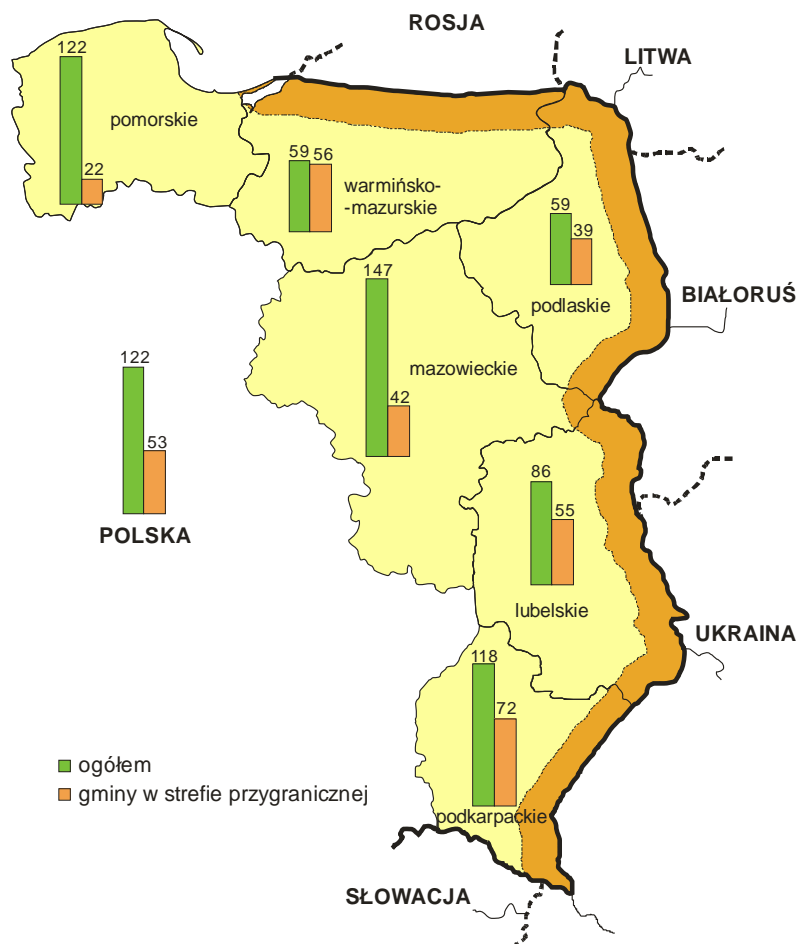 ROSJA
LITWA
122
22
pomorskie
59 56
warmińsko-
-mazurskie
59
39
podlaskie
BIAŁORUŚ
147
42
mazowieckie
122
53
POLSKA
86
55
lubelskie
UKRAINA
118
72
podkarpackie
ogółem
gminy w strefie przygranicznej
SŁOWACJA